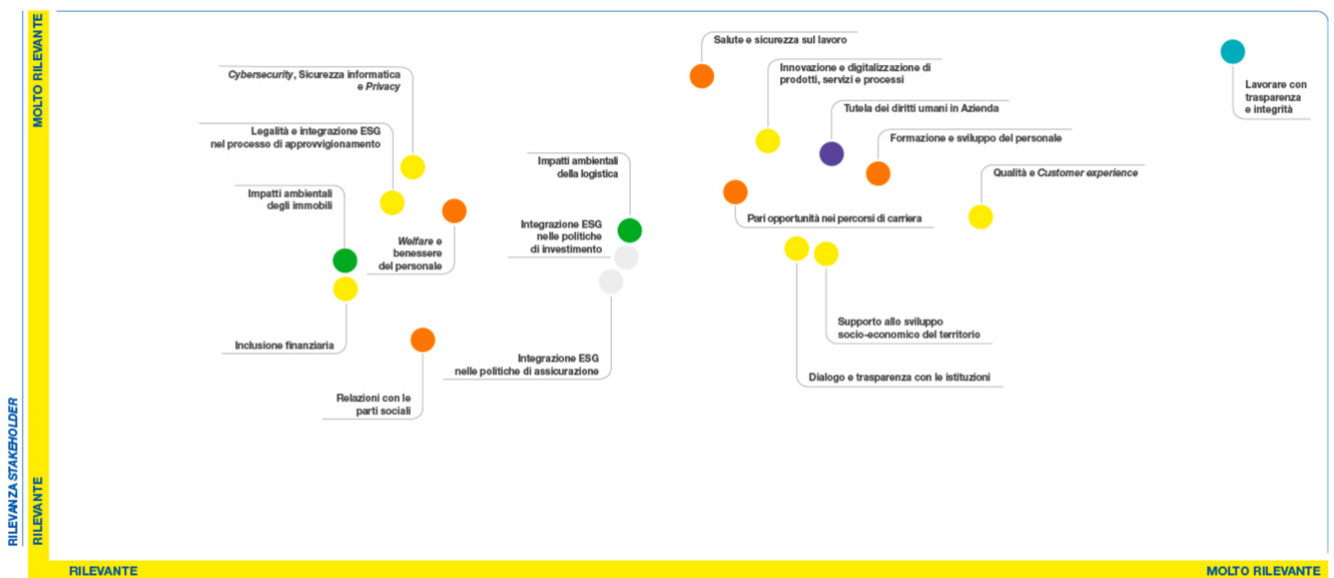 MOLTO RILEVANTE
Salute e sicurezza sul lavoro
Innovazione e digitalizzazione di
prodotti, servizi e processi
Cybersecurity, Sicurezza informatica
e Privacy
Lavorare con
trasparenza
e integrità
Tutela dei diritti umani in Azienda
Legalità e integrazione ESG
nel processo di approvvigionamento
Formazione e sviluppo del personale
Impatti ambientali
della logistica
Qualità e Customer experience
Impatti ambientali
degli immobili
Pari opportunità nei percorsi di carriera
Integrazione ESG
nelle politiche
di investimento
Welfare e
benessere
del personale
Supporto allo sviluppo
socio-economico del territorio
Inclusione finanziaria
Integrazione ESG
nelle politiche di assicurazione
Dialogo e trasparenza con le istituzioni
Relazioni con le
parti sociali
RILEVANZA STAKEHOLDER
RILEVANTE
RILEVANTE
MOLTO RILEVANTE